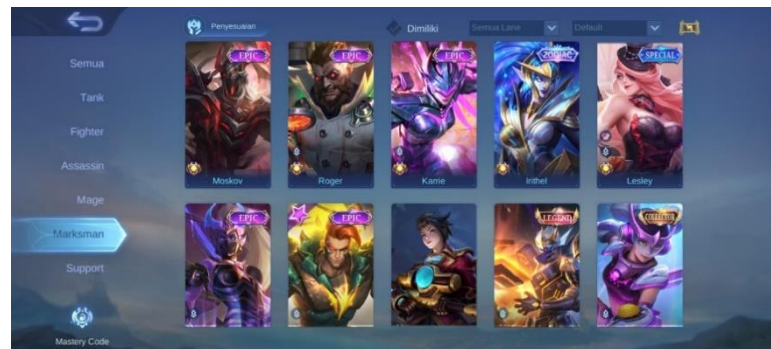 Penyesuaian
Dimiliki
Semua Lane
Default
Semua
Tank
Fighter
Assassin
Mage
Marksman
Support
Mastery Code
EPIC
EPIC
EPIC
ZODIAC
SPECIAL
Moskov
Roger
Karrie
Irithel
Lesley
EPIC
EPIC
LEGEND
COLLECTOR